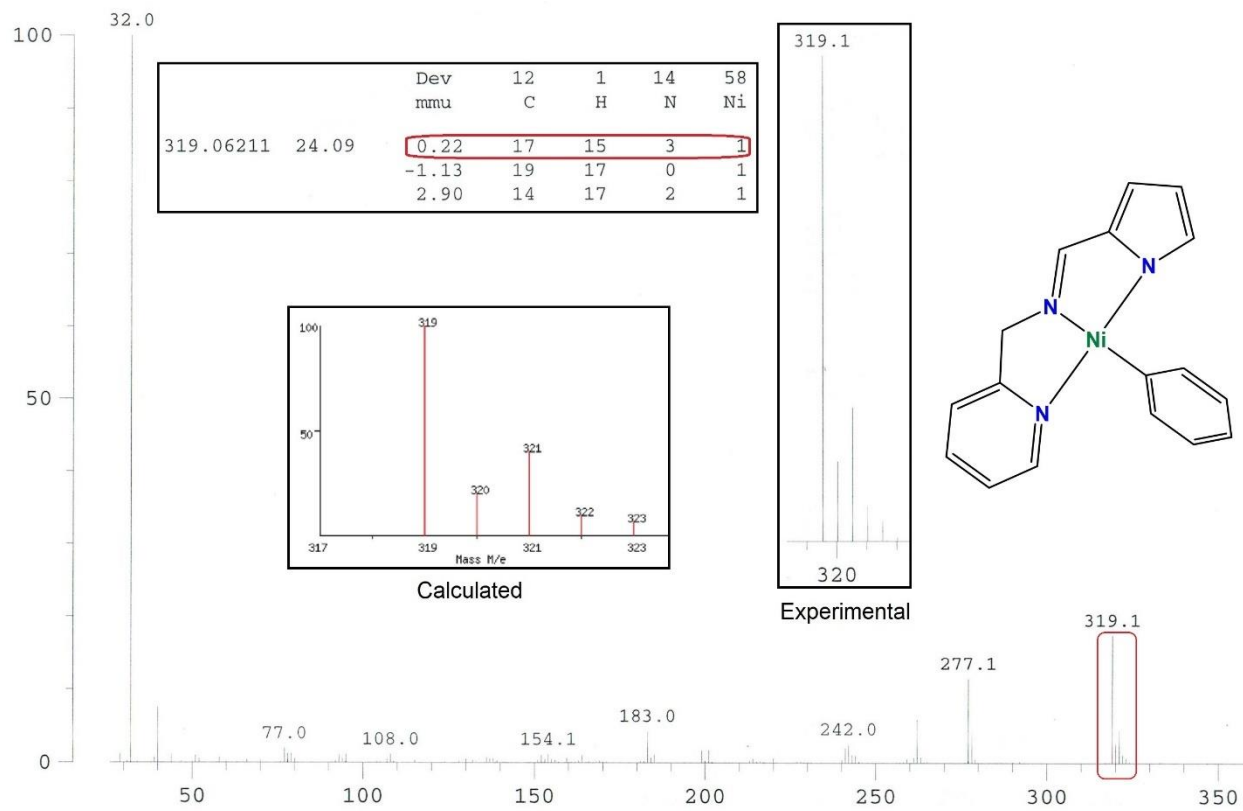 32.0
100
50
0
Dev 12 1 14 58
mmu C H N Ni
319.06211 24.09 0.22 17 15 3 1
-1.13 19 17 0 1
2.90 14 17 2 1
100
50
319
320
321
322
323
317 319 321 323
Mass M/e
Calculated
319.1
320
Experimental
N
N
Ni
N
77.0
108.0
154.1
183.0
242.0
277.1
319.1
50 100 150 200 250 300 350